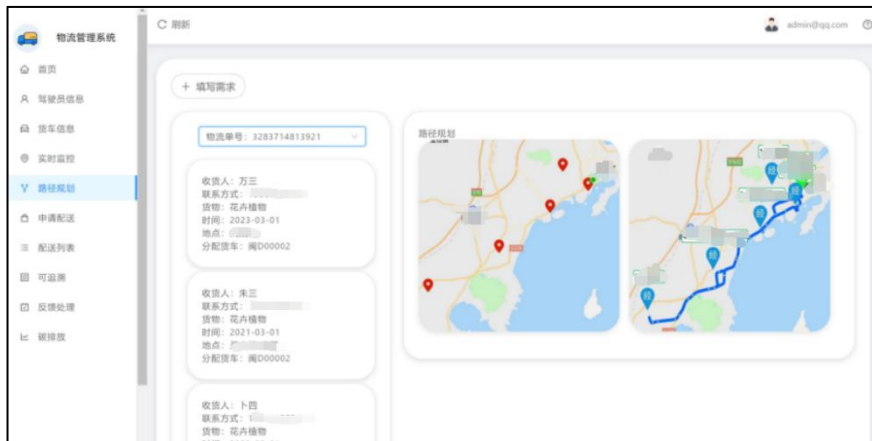 物流管理系统
刷新
admin@qq.com
首页
驾驶员信息
货车信息
实时监控
路径规划
申请配送
配送列表
可追溯
反馈处理
碳排放
+ 填写需求
物流单号：3283714813921
收货人：万三
联系方式：
货物：花卉植物
时间：2023-03-01
地点：
分配货车：闽D00002
收货人：朱三
联系方式：
货物：花卉植物
时间：2021-03-01
地点：
分配货车：闽D00002
收货人：卜四
联系方式：
货物：花卉植物
路径规划
经
经
经
经
经